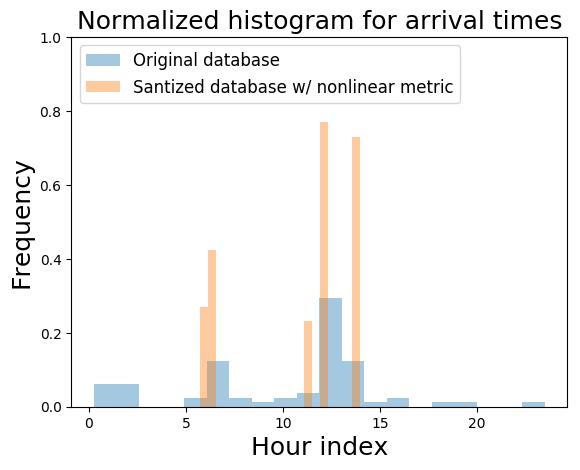 Normalized histogram for arrival times
Original database
Santized database w/ nonlinear metric
1.0
0.8
0.6
0.4
0.2
0.0
Frequency
0 5 10 15 20
Hour index